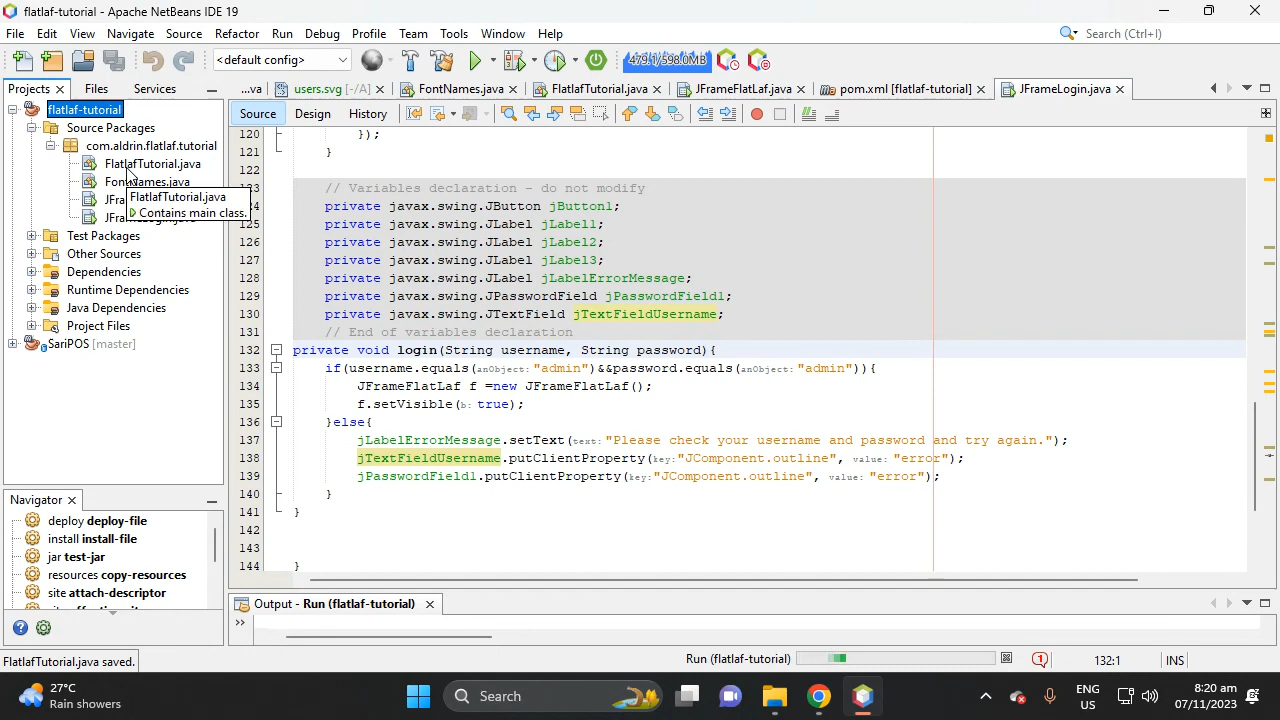 flatlaf-tutorial - Apache NetBeans IDE 19
File Edit View Navigate Source Refactor Run Debug Profile Team Tools Window Help
Search (Ctrl+I)
<default config>
479.1/598.0MB
Projects Files Services
...va users.svg [-/A] FontNames.java FlatlafTutorial.java JFrameFlatLaf.java pom.xml [flatlaf-tutorial] JFrameLogin.java
Source Design History
flatlaf-tutorial
Source Packages
com.aldrin.flatlaf.tutorial
FlatlafTutorial.java
FontNames.java
FlatlafTutorial.java
Contains main class.
Test Packages
Other Sources
Dependencies
Runtime Dependencies
Java Dependencies
Project Files
SariPOS [master]
120 });
121 }
122
123 // Variables declaration - do not modify
124 private javax.swing.JButton jButton1;
125 private javax.swing.JLabel jLabel1;
126 private javax.swing.JLabel jLabel2;
127 private javax.swing.JLabel jLabel3;
128 private javax.swing.JLabel jLabelErrorMessage;
129 private javax.swing.JPasswordField jPasswordField1;
130 private javax.swing.JTextField jTextFieldUsername;
131 // End of variables declaration
132 private void login(String username, String password){
133 if(username.equals(anObject: "admin")&&password.equals(anObject: "admin")){
134 JFrameFlatLaf f =new JFrameFlatLaf();
135 f.setVisible(b: true);
136 }else{
137 jLabelErrorMessage.setText(text: "Please check your username and password and try again.");
138 jTextFieldUsername.putClientProperty(key: "JComponent.outline", value: "error");
139 jPasswordField1.putClientProperty(key: "JComponent.outline", value: "error");
140 }
141 }
142
143
144 }
Navigator
deploy deploy-file
install install-file
jar test-jar
resources copy-resources
site attach-descriptor
Output - Run (flatlaf-tutorial)
FlatlafTutorial.java saved.
Run (flatlaf-tutorial)
1
132:1
INS
27°C
Rain showers
Search
ENG
US
8:20 am
07/11/2023